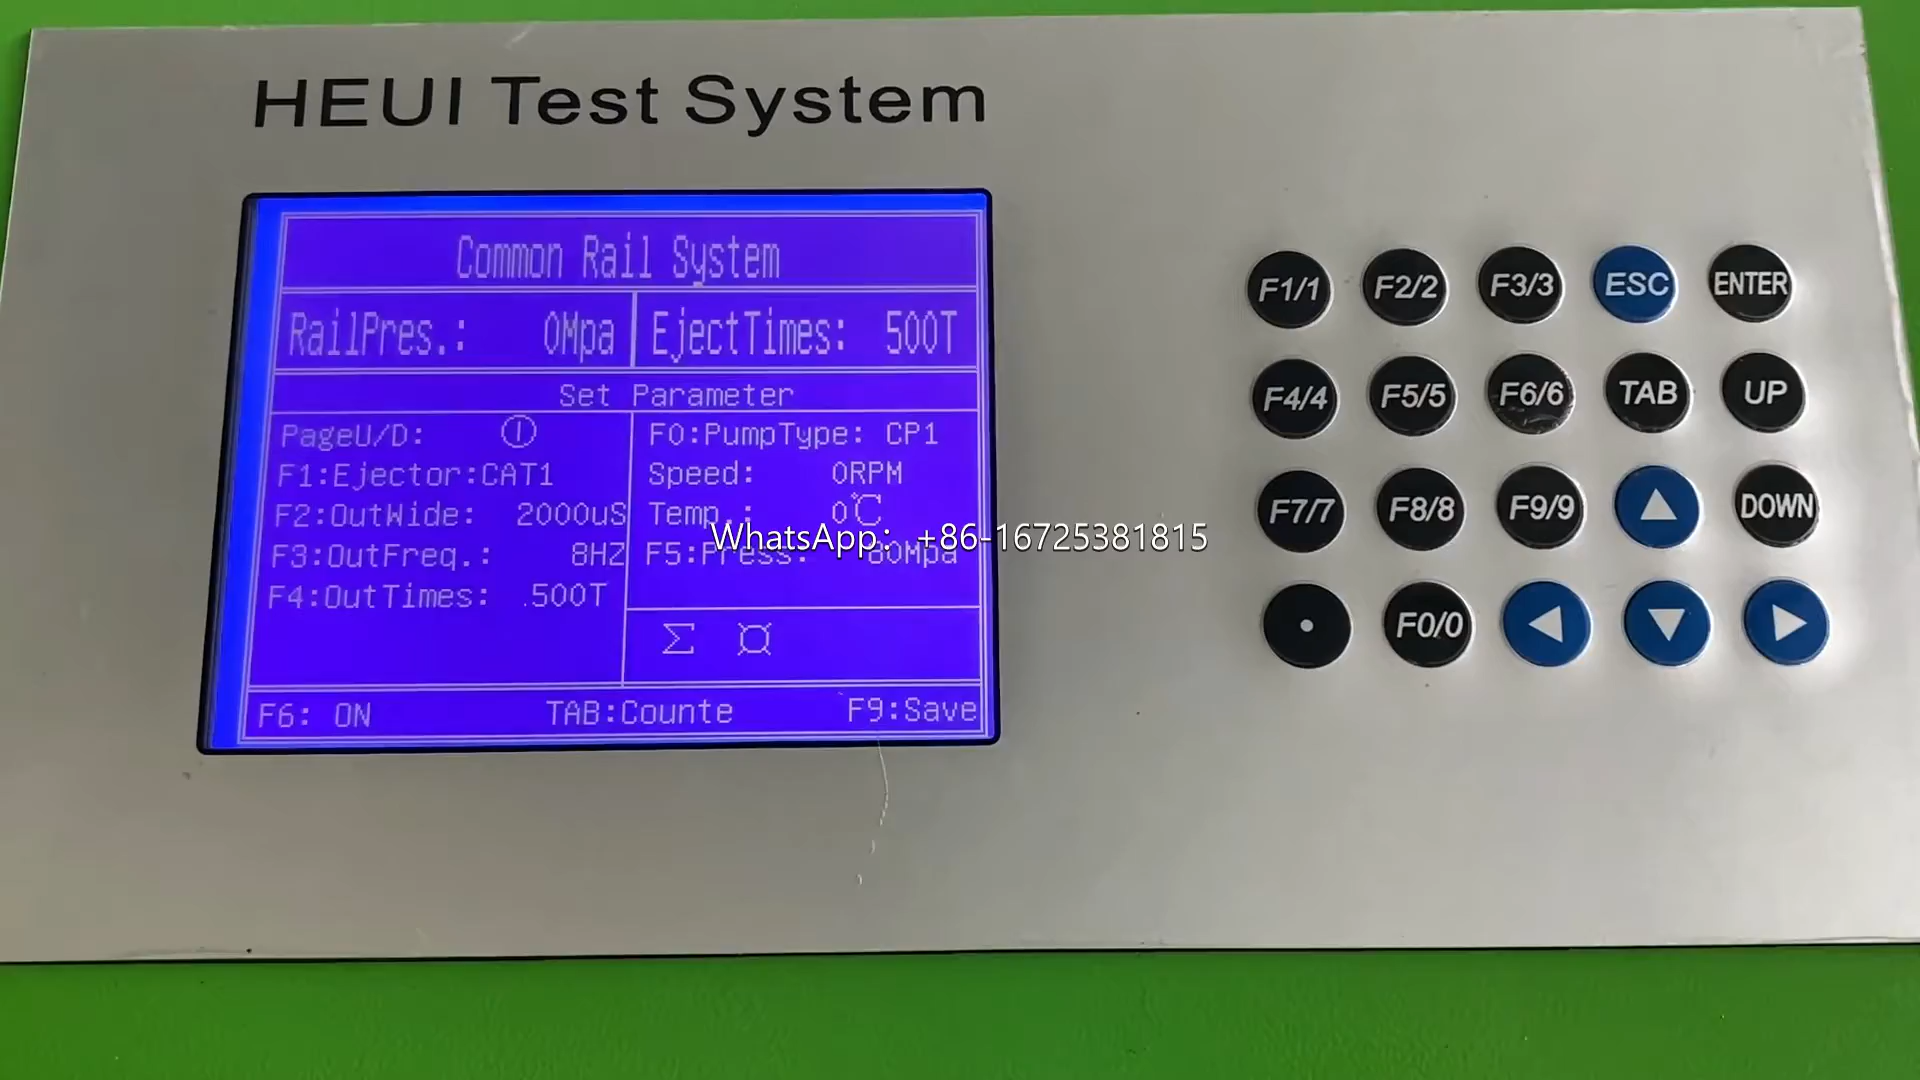 HEUI Test System
Common Rail System
RailPres.: 0Mpa EjectTimes: 500T
Set Parameter
PageU/D: F0:PumpType: CP1
F1:Ejector:CAT1 Speed: 0RPM
F2:OutWide: 2000uS Temp.: 0℃
WhatsApp: +86-16725381815
F3:OutFreq.: 8HZ F5:Press: 80Mpa
F4:OutTimes: .500T
Σ ¤
F6: ON TAB:Counte F9:Save
F1/1 F2/2 F3/3 ESC ENTER
F4/4 F5/5 F6/6 TAB UP
F7/7 F8/8 F9/9 ▲ DOWN
• F0/0 ◀ ▼ ▶